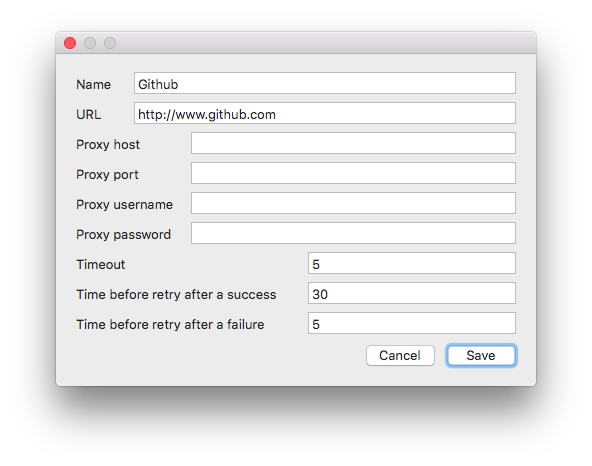 Name Github
URL http://www.github.com
Proxy host
Proxy port
Proxy username
Proxy password
Timeout 5
Time before retry after a success 30
Time before retry after a failure 5
Cancel Save